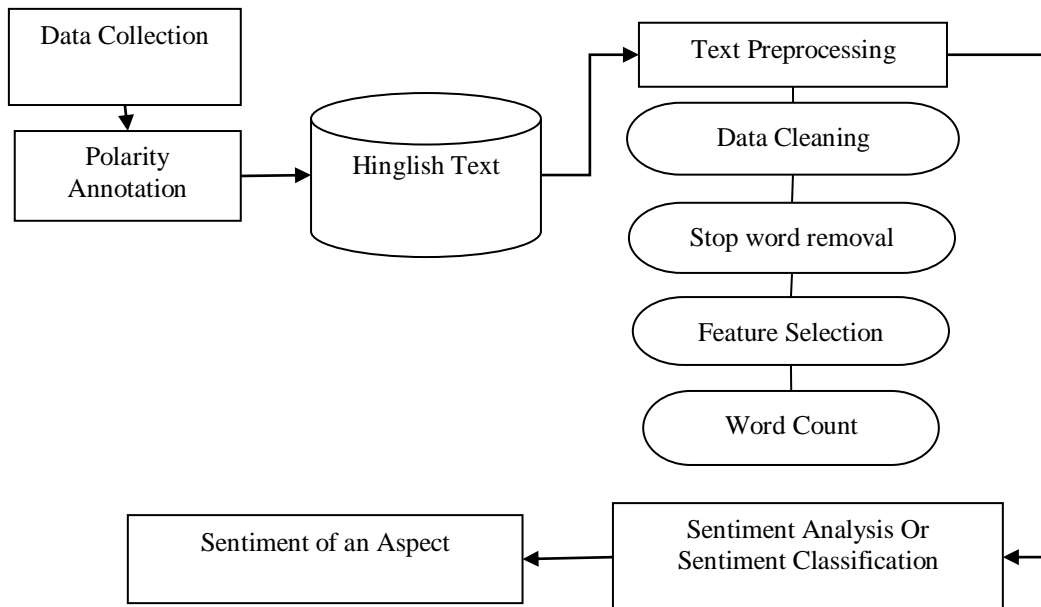 Data Collection
Polarity
Annotation
Hinglish Text
Text Preprocessing
Data Cleaning
Stop word removal
Feature Selection
Word Count
Sentiment Analysis Or
Sentiment Classification
Sentiment of an Aspect